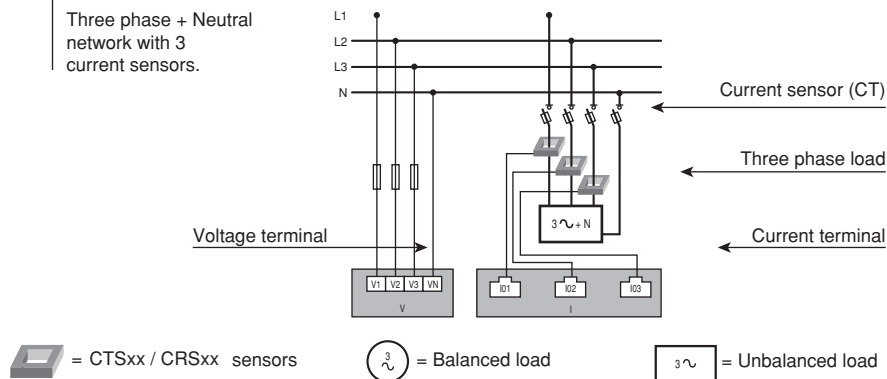 Three phase + Neutral
network with 3
current sensors.
L1
L2
L3
N
Current sensor (CT)
Three phase load
3 ∿ + N
Voltage terminal
Current terminal
V1 V2 V3 VN
V
I01 I02 I03
I
= CTSxx / CRSxx sensors
3 ∿ = Balanced load
3 ∿ = Unbalanced load